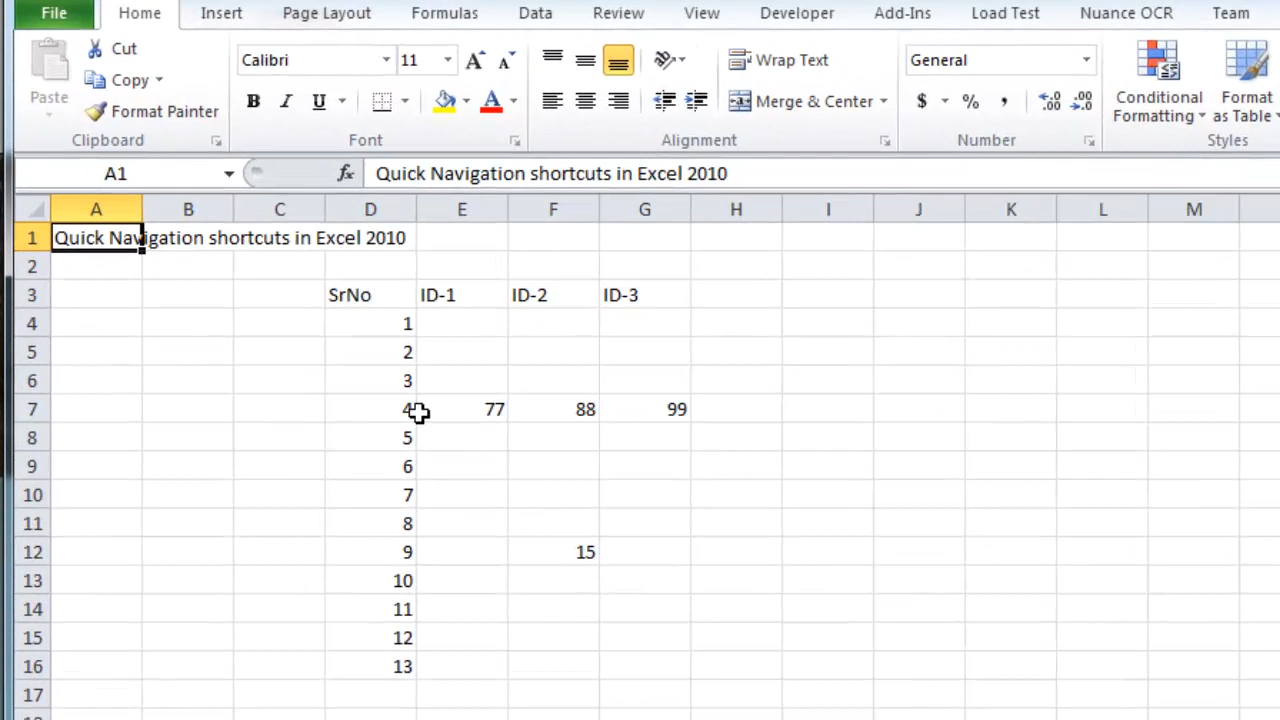 File Home Insert Page Layout Formulas Data Review View Developer Add-Ins Load Test Nuance OCR Team
Paste
Cut
Copy
Format Painter
Clipboard
Calibri 11 A A
B I U A
Font
Wrap Text
Merge & Center
Alignment
General
$ % ,
.0 .00
.00 .0
Number
Conditional
Formatting
Format
as Table
Styles
A1 fx Quick Navigation shortcuts in Excel 2010
A B C D E F G H I J K L M
1 Quick Navigation shortcuts in Excel 2010
2
3 SrNo ID-1 ID-2 ID-3
4 1
5 2
6 3
7 4 77 88 99
8 5
9 6
10 7
11 8
12 9 15
13 10
14 11
15 12
16 13
17